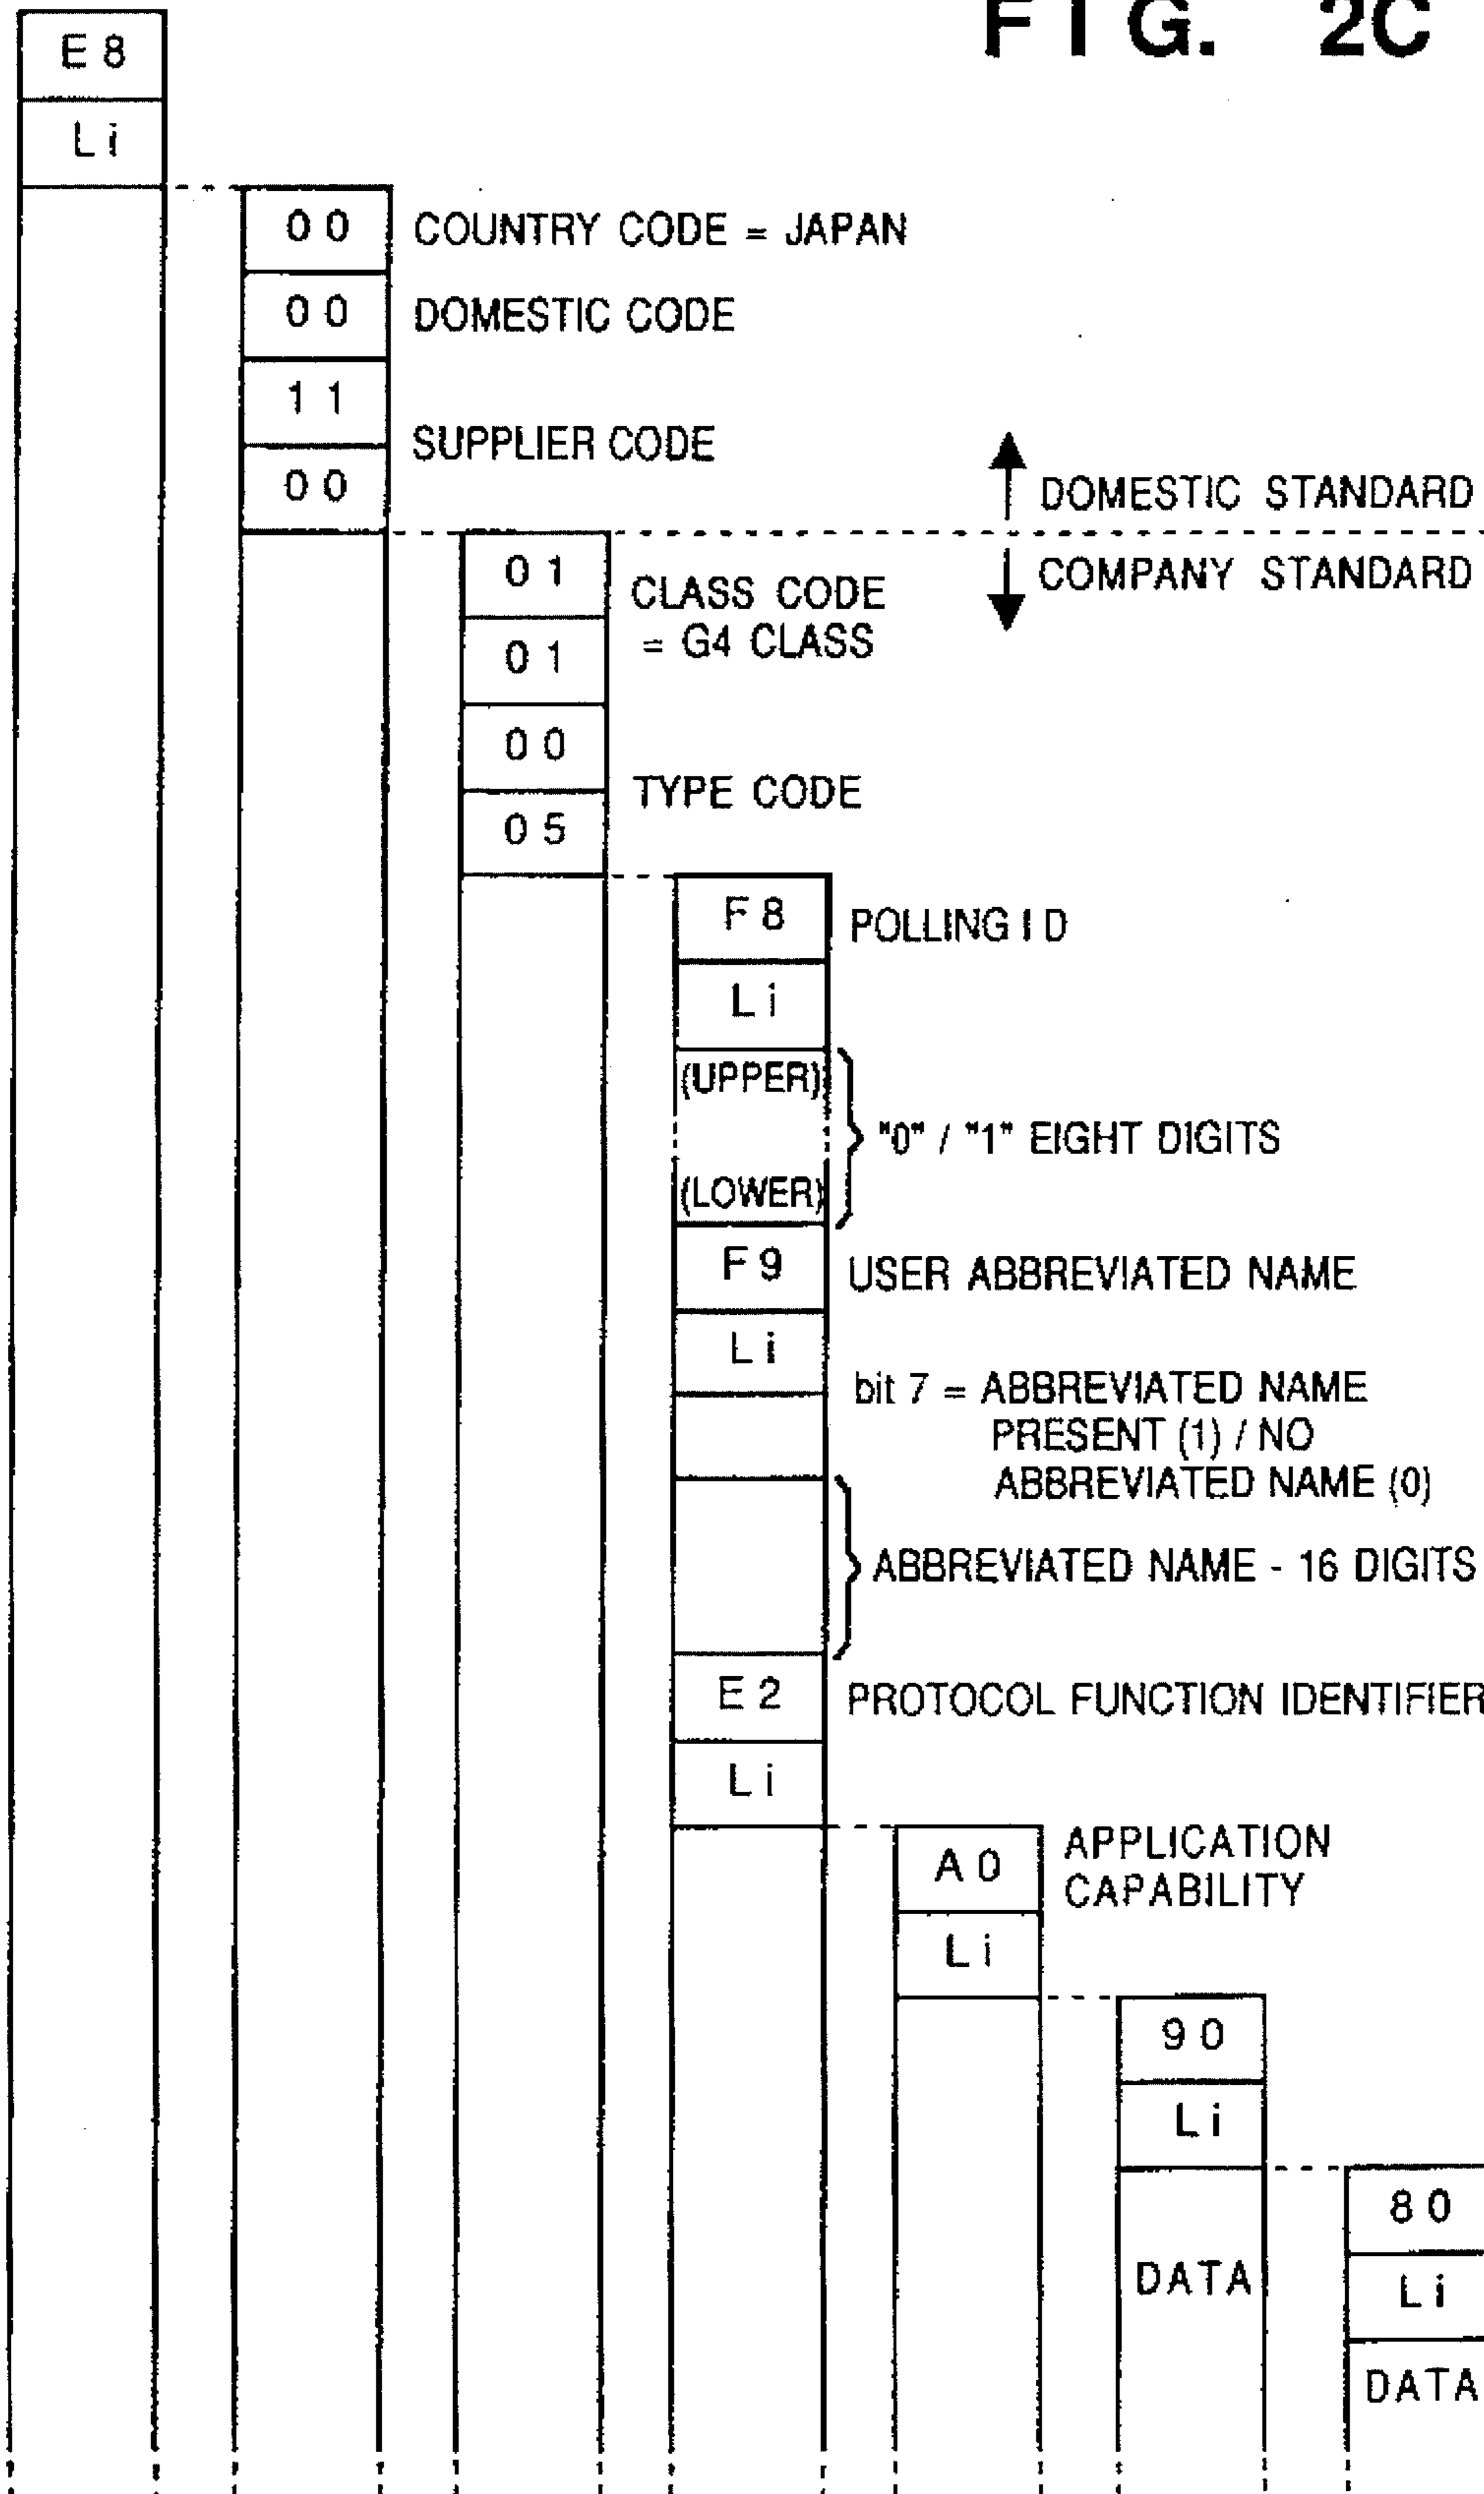 FIG. 2C
E8
Li
00 COUNTRY CODE = JAPAN
00 DOMESTIC CODE
11
SUPPLIER CODE
00
DOMESTIC STANDARD
COMPANY STANDARD
01
CLASS CODE
= G4 CLASS
01
00
TYPE CODE
05
F8 POLLING ID
Li
(UPPER)
"0" / "1" EIGHT DIGITS
(LOWER)
F9 USER ABBREVIATED NAME
Li
bit 7 = ABBREVIATED NAME
PRESENT (1) / NO
ABBREVIATED NAME (0)
ABBREVIATED NAME - 16 DIGITS
E2 PROTOCOL FUNCTION IDENTIFIER
Li
A0 APPLICATION
CAPABILITY
Li
90
Li
80
DATA
Li
DATA